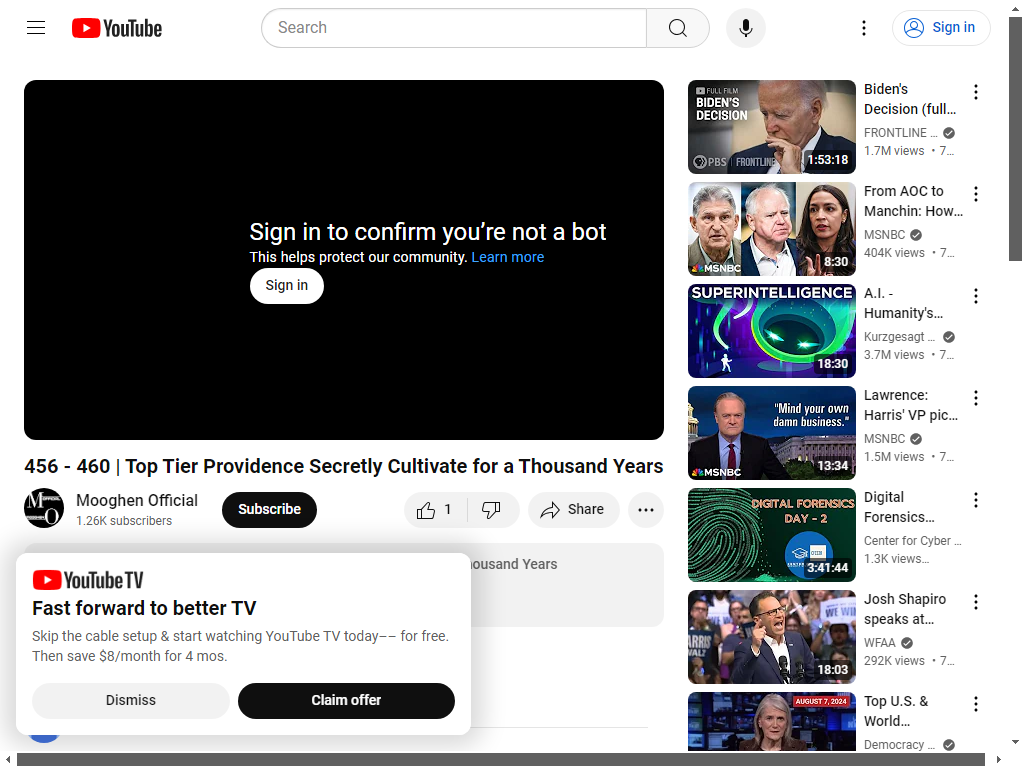 YouTube
Search
Sign in
Sign in to confirm you’re not a bot
This helps protect our community. Learn more
Sign in
456 - 460 | Top Tier Providence Secretly Cultivate for a Thousand Years
Mooghen Official
1.26K subscribers
Subscribe
1
Share
ousand Years
YouTube TV
Fast forward to better TV
Skip the cable setup & start watching YouTube TV today–– for free.
Then save $8/month for 4 mos.
Dismiss
Claim offer
FULL FILM
BIDEN'S
DECISION
PBS | FRONTLINE
1:53:18
Biden's
Decision (full…
FRONTLINE …
1.7M views • 7…
MSNBC
8:30
From AOC to
Manchin: How…
MSNBC
404K views • 7…
SUPERINTELLIGENCE
18:30
A.I. -
Humanity's…
Kurzgesagt …
3.7M views • 7…
"Mind your own
damn business."
MSNBC
13:34
Lawrence:
Harris' VP pic…
MSNBC
1.5M views • 7…
DIGITAL FORENSICS
DAY - 2
3:41:44
Digital
Forensics…
Center for Cyber …
1.3K views…
18:03
Josh Shapiro
speaks at…
WFAA
292K views • 7…
AUGUST 7, 2024
Top U.S. &
World…
Democracy …